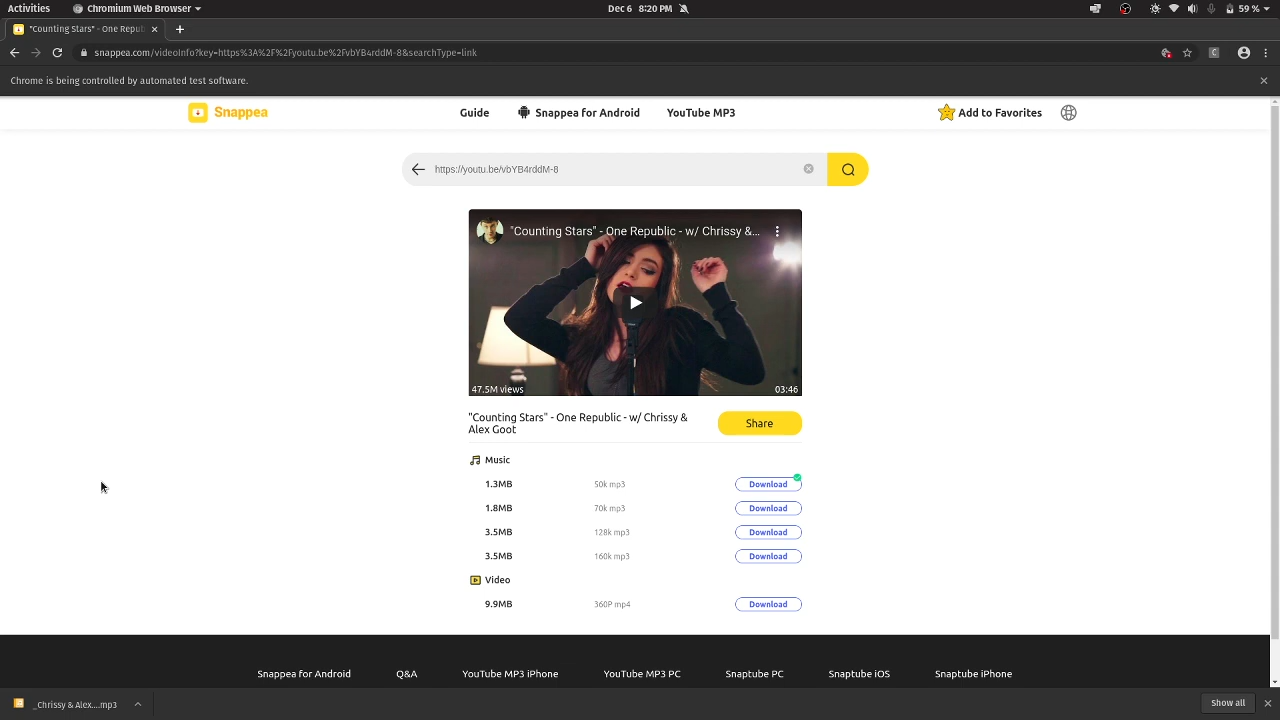 Activities
Chromium Web Browser
Dec 6 8:20 PM
59 %
"Counting Stars" - One Repub
snappea.com/videoInfo?key=https%3A%2F%2Fyoutu.be%2FvbYB4rddM-8&searchType=link
Chrome is being controlled by automated test software.
Snappea
Guide
Snappea for Android
YouTube MP3
Add to Favorites
https://youtu.be/vbYB4rddM-8
"Counting Stars" - One Republic - w/ Chrissy &...
47.5M views
03:46
"Counting Stars" - One Republic - w/ Chrissy &
Alex Goot
Share
Music
1.3MB 50k mp3 Download
1.8MB 70k mp3 Download
3.5MB 128k mp3 Download
3.5MB 160k mp3 Download
Video
9.9MB 360P mp4 Download
Snappea for Android
Q&A
YouTube MP3 iPhone
YouTube MP3 PC
Snaptube PC
Snaptube iOS
Snaptube iPhone
_Chrissy & Alex....mp3
Show all